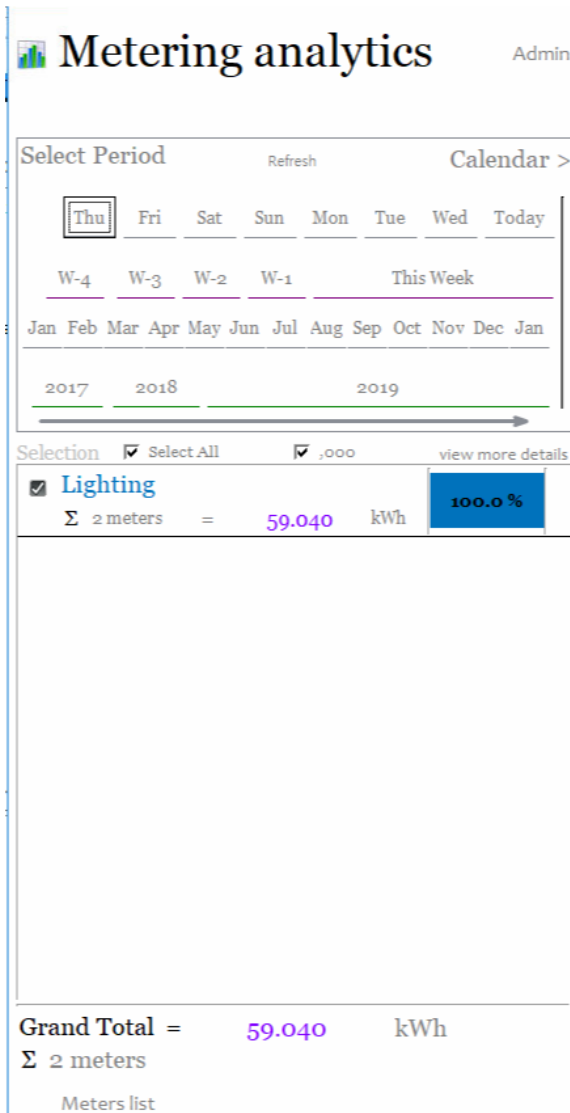 Metering analytics Admin
Select Period Refresh Calendar >
Thu Fri Sat Sun Mon Tue Wed Today
W-4 W-3 W-2 W-1 This Week
Jan Feb Mar Apr May Jun Jul Aug Sep Oct Nov Dec Jan
2017 2018 2019
Selection Select All ,000 view more details
Lighting
100.0 %
Σ 2 meters = 59.040 kWh
Grand Total = 59.040 kWh
Σ 2 meters
Meters list